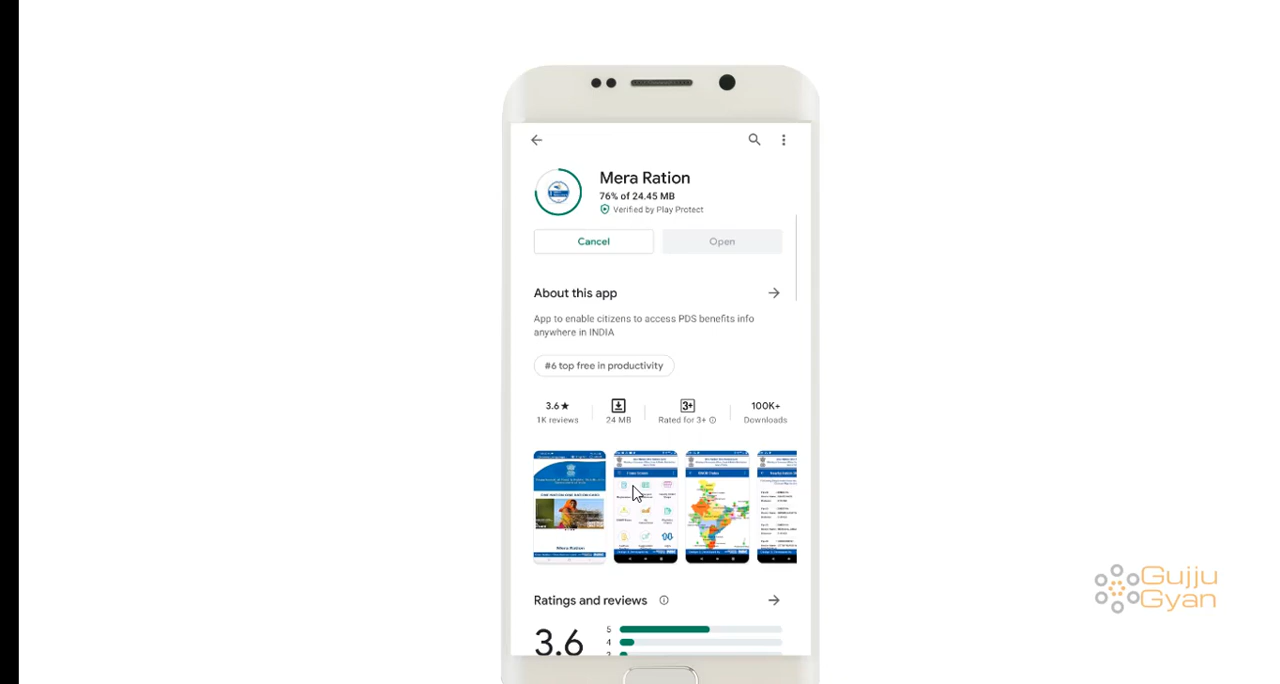 Mera Ration
76% of 24.45 MB
Verified by Play Protect
Cancel
Open
About this app
App to enable citizens to access PDS benefits info
anywhere in INDIA
#6 top free in productivity
3.6★
3+
100K+
1K reviews
24 MB
Rated for 3+
Downloads
Mera Ration
Ratings and reviews
3.6
5
4
Gujju
Gyan